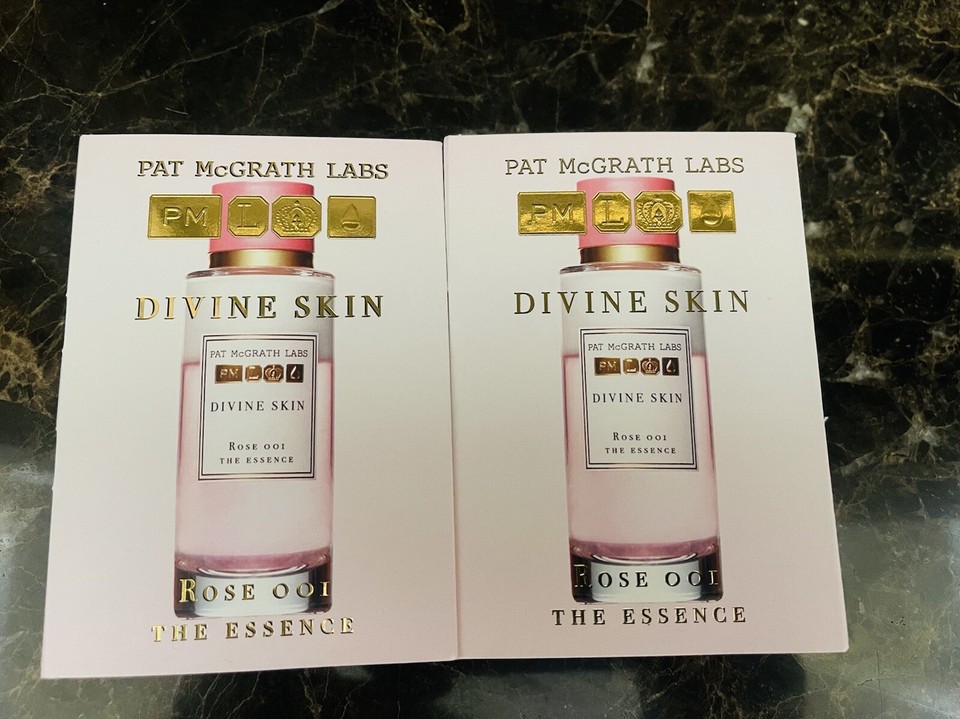 PAT McGRATH LABS
PM L
DIVINE SKIN
PAT McGRATH LABS
PM L
DIVINE SKIN
ROSE 001
THE ESSENCE
ROSE 001
THE ESSENCE
PAT McGRATH LABS
PM L
DIVINE SKIN
PAT McGRATH LABS
PM L
DIVINE SKIN
ROSE 001
THE ESSENCE
ROSE 001
THE ESSENCE